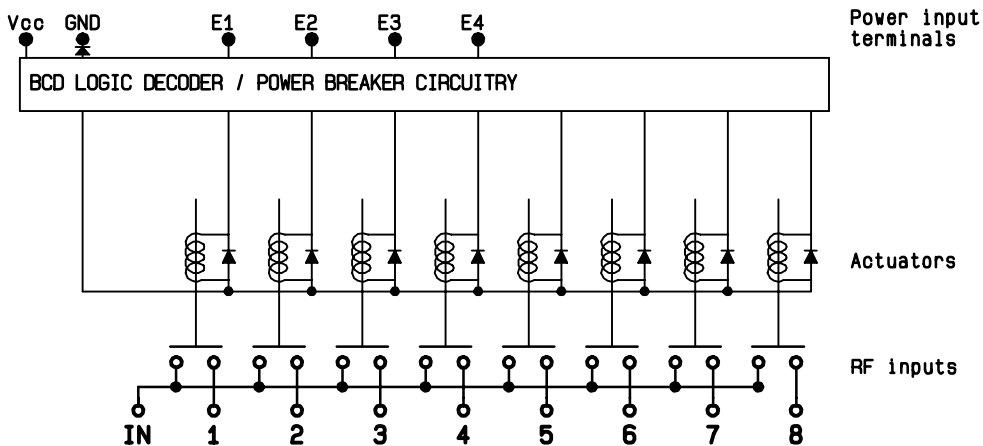 Vcc GND E1 E2 E3 E4
Power input
terminals
BCD LOGIC DECODER / POWER BREAKER CIRCUITRY
Actuators
RF inputs
IN 1 2 3 4 5 6 7 8